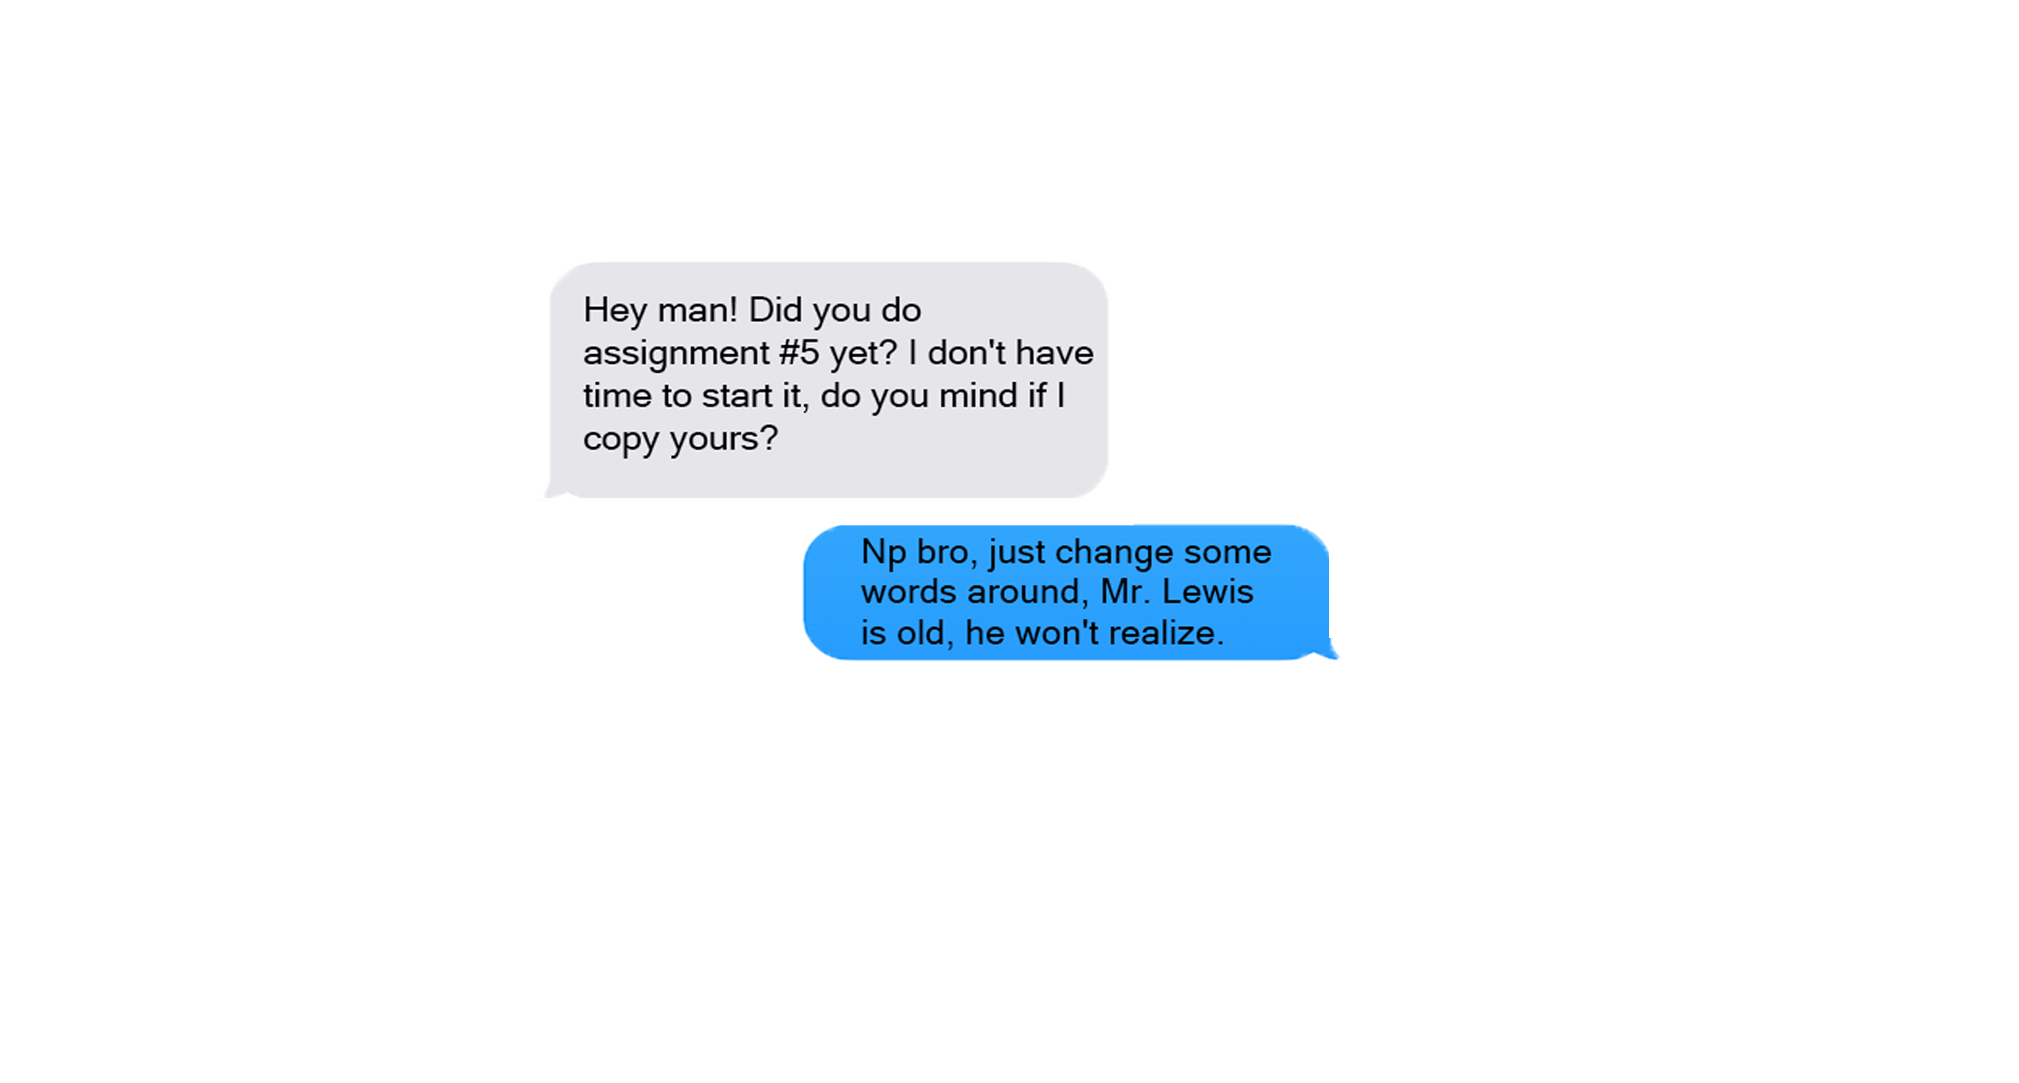 Hey man! Did you do
assignment #5 yet? I don't have
time to start it, do you mind if I
copy yours?
Np bro, just change some
words around, Mr. Lewis
is old, he won't realize.